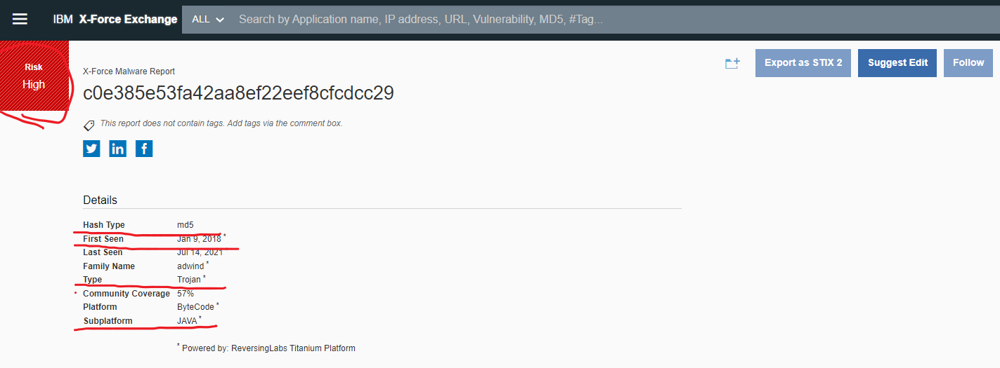 IBM X-Force Exchange ALL Search by Application name, IP address, URL, Vulnerability, MD5, #Tag...
Risk
High
X-Force Malware Report
c0e385e53fa42aa8ef22eef8cfcdcc29
This report does not contain tags. Add tags via the comment box.
Export as STIX 2 Suggest Edit Follow
Details
Hash Type md5
First Seen Jan 9, 2018 *
Last Seen Jul 14, 2021 *
Family Name adwind *
Type Trojan *
Community Coverage 57%
Platform ByteCode *
Subplatform JAVA *
* Powered by: ReversingLabs Titanium Platform